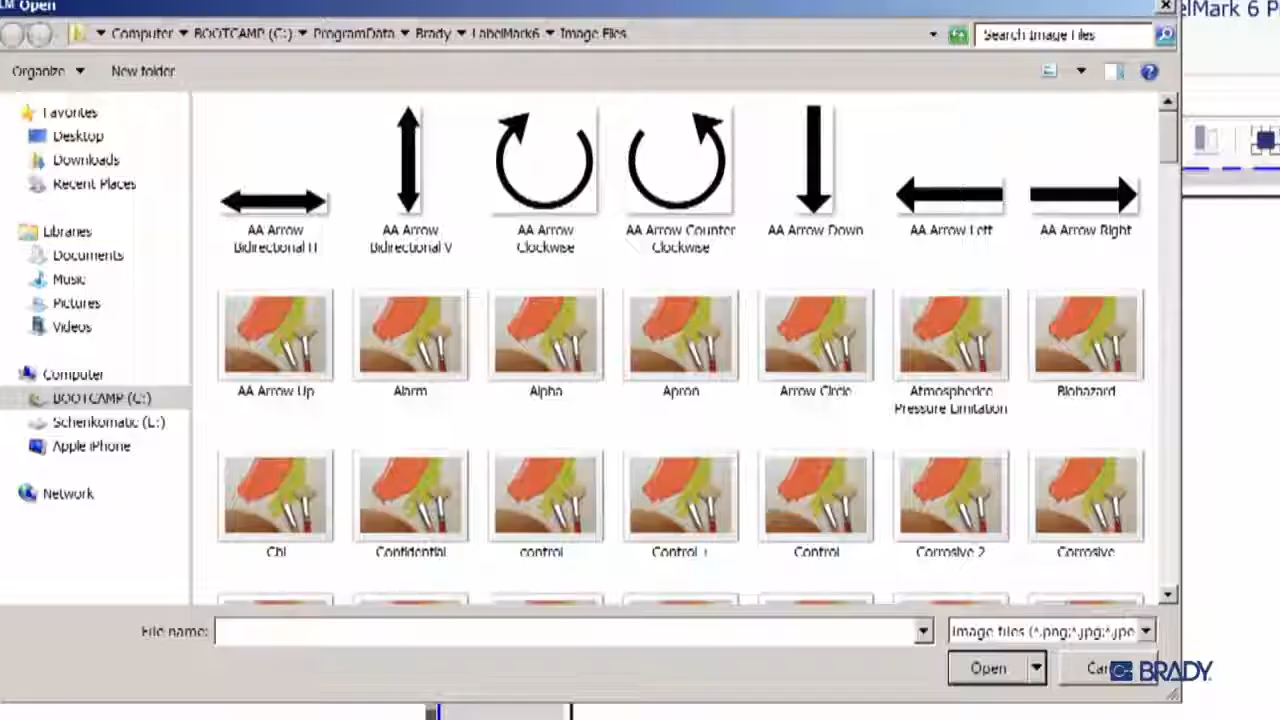 LM Open
elMark 6 P
Computer BOOTCAMP (C:) ProgramData Brady LabelMark6 Image Files
Search Image Files
Organize New folder
Favorites
Desktop
Downloads
Recent Places
Libraries
Documents
Music
Pictures
Videos
Computer
BOOTCAMP (C:)
Schenkomatic (E:)
Apple iPhone
Network
AA Arrow Bidirectional H
AA Arrow Bidirectional V
AA Arrow Clockwise
AA Arrow Counter Clockwise
AA Arrow Down
AA Arrow Left
AA Arrow Right
AA Arrow Up
Alarm
Alpha
Apron
Arrow Circle
Atmospherice Pressure Limitation
Biohazard
Confidential
control
Control
Corrosive 2
Corrosive
File name:
Image files (*.png;*.jpg;*.jpe
Open
Can
BRADY